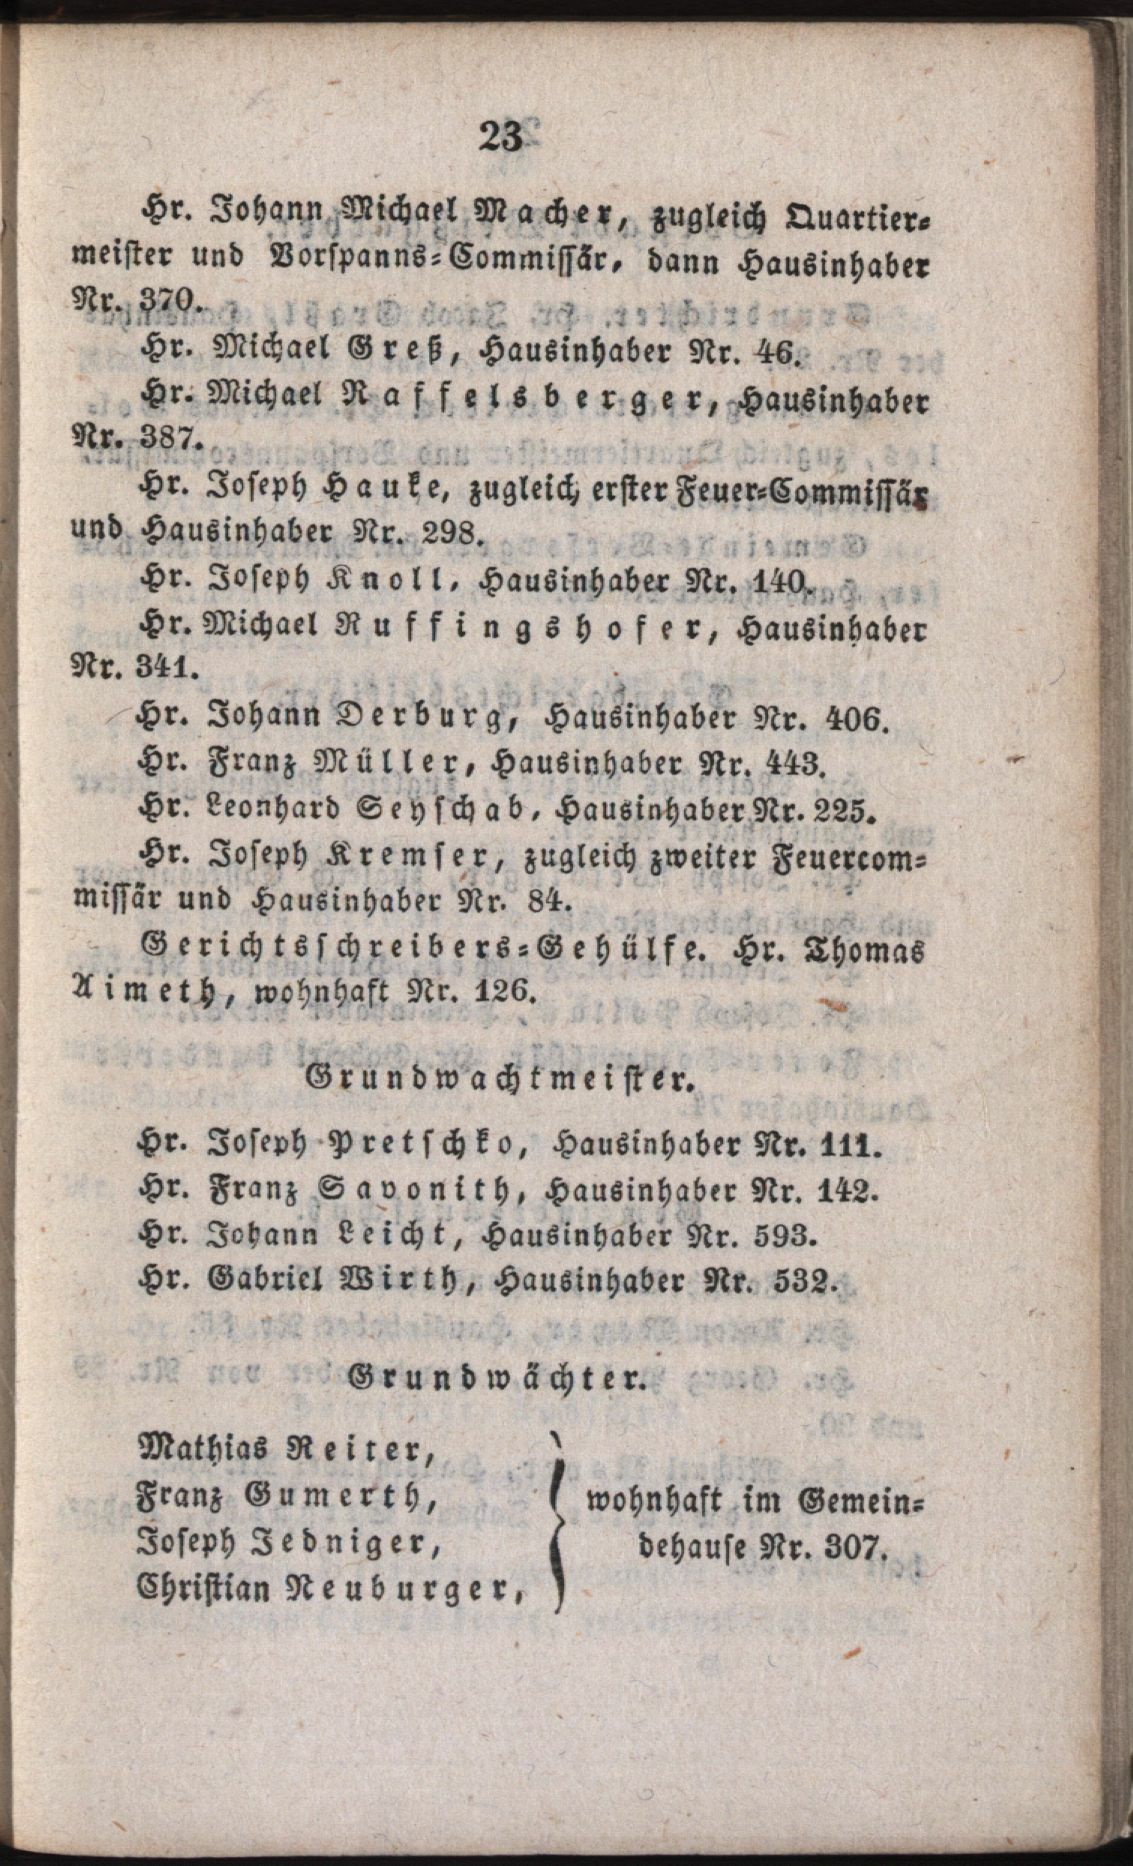 23
Hr. Johann Michael Macher, zugleich Quartier-
meister und Vorspanns-Commissär, dann Hausinhaber
Nr. 370.
Hr. Michael Greß, Hausinhaber Nr. 46.
Hr. Michael Raffelsberger, Hausinhaber
Nr. 387.
Hr. Joseph Hauke, zugleich erster Feuer-Commissär
und Hausinhaber Nr. 298.
Hr. Joseph Knoll, Hausinhaber Nr. 140.
Hr. Michael Ruffingshofer, Hausinhaber
Nr. 341.
Hr. Johann Derburg, Hausinhaber Nr. 406.
Hr. Franz Müller, Hausinhaber Nr. 443.
Hr. Leonhard Seyschab, Hausinhaber Nr. 225.
Hr. Joseph Kremser, zugleich zweiter Feuercom-
missär und Hausinhaber Nr. 84.
Gerichtsschreibers-Gehülfe. Hr. Thomas
Aimeth, wohnhaft Nr. 126.
Grundwachtmeister.
Hr. Joseph Pretschko, Hausinhaber Nr. 111.
Hr. Franz Savonith, Hausinhaber Nr. 142.
Hr. Johann Leicht, Hausinhaber Nr. 593.
Hr. Gabriel Wirth, Hausinhaber Nr. 532.
Grundwächter.
Mathias Reiter,
Franz Gumerth,
Joseph Jedniger,
Christian Neuburger,
wohnhaft im Gemein-
dehause Nr. 307.